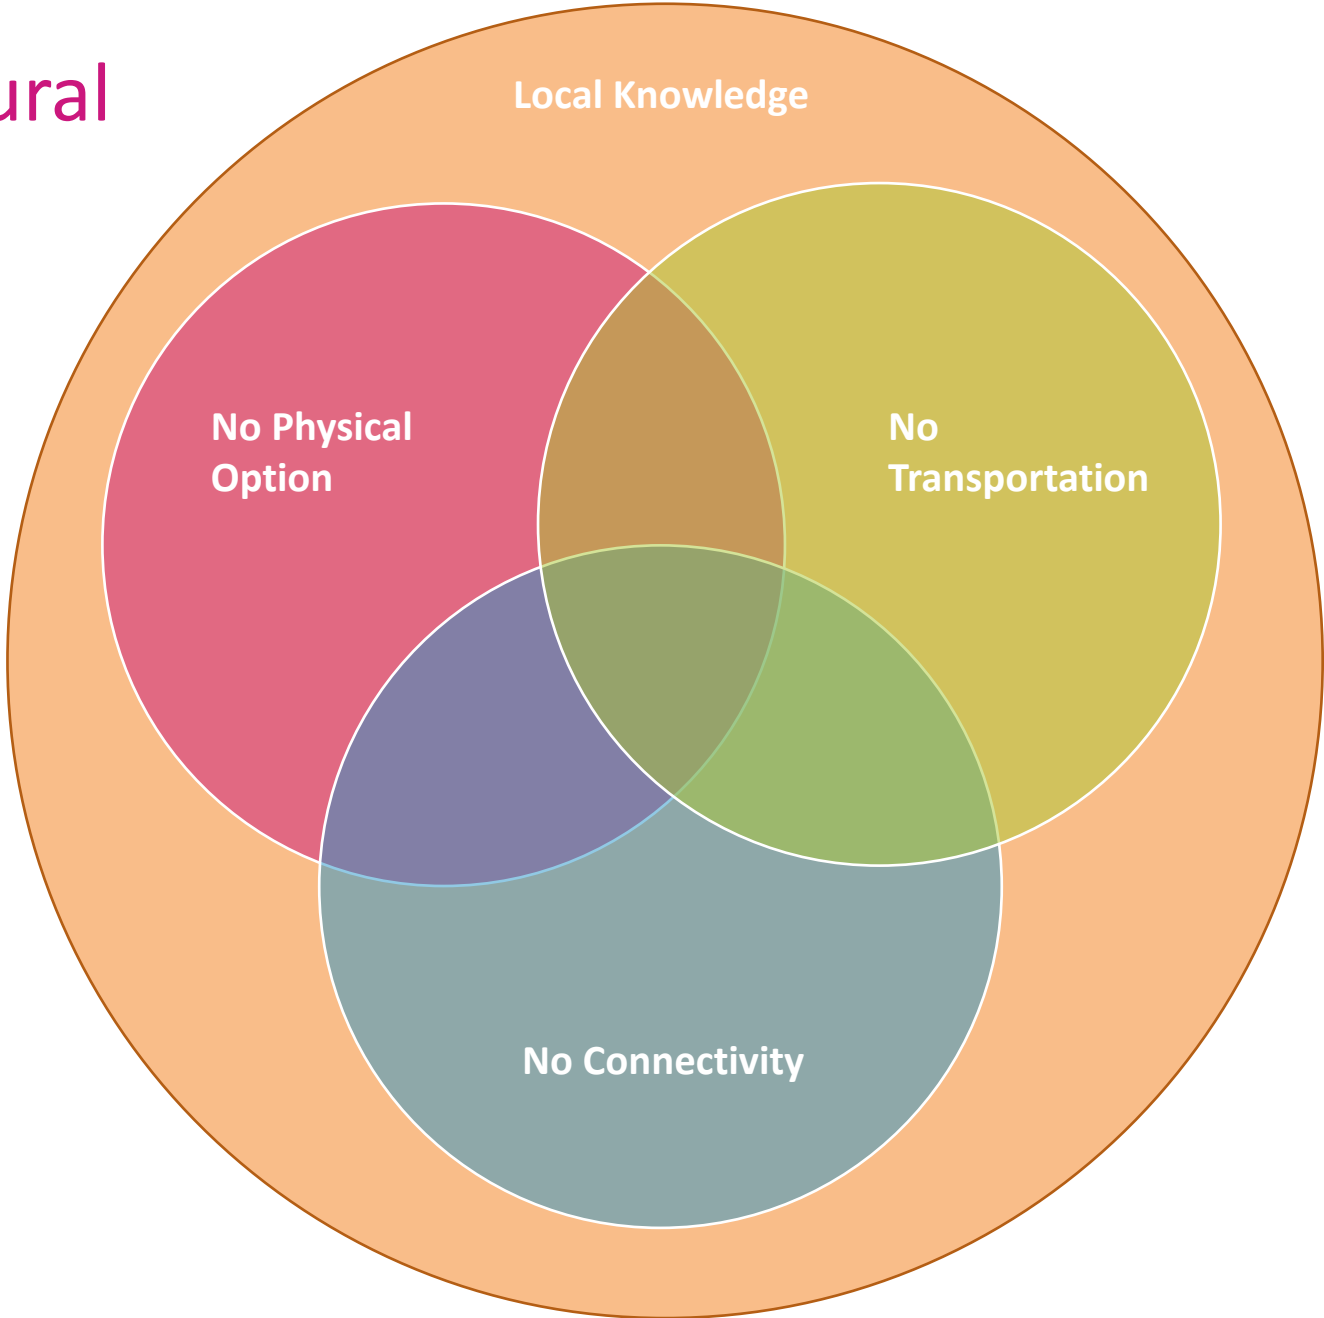 ural
Local Knowledge
No Physical
Option
No
Transportation
No Connectivity